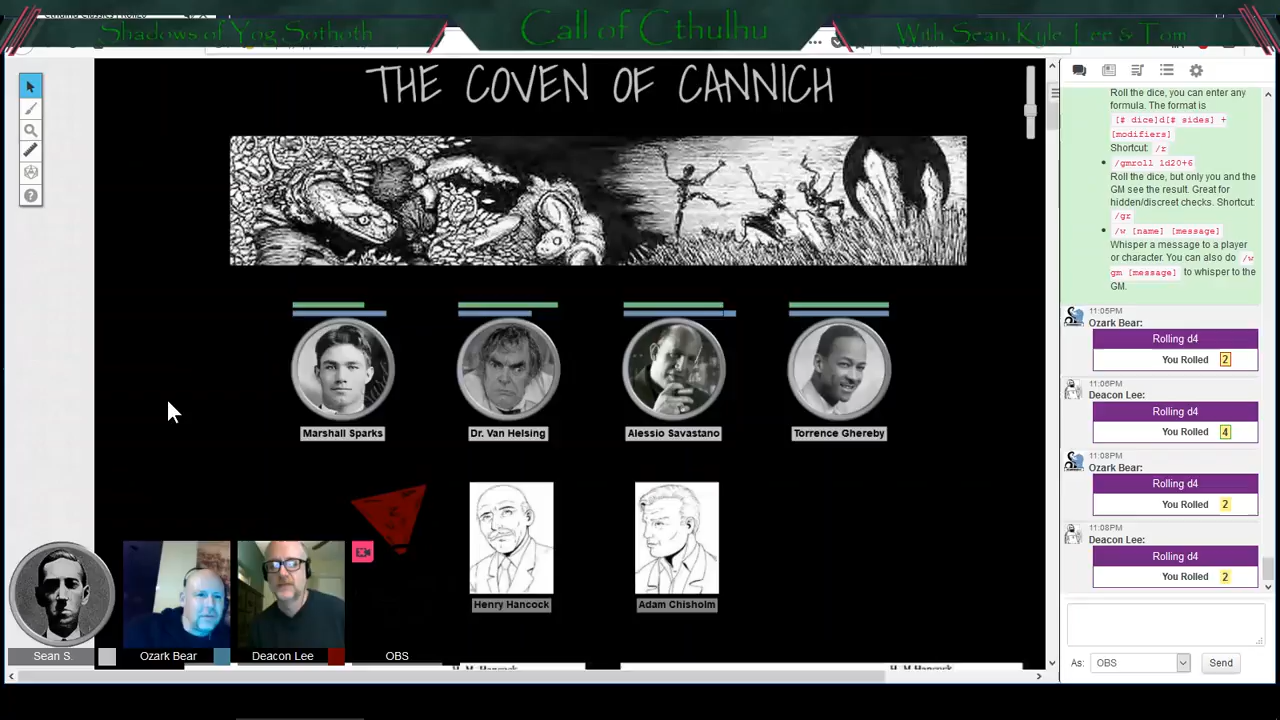 Shadows of Yog Sothoth
Call of Cthulhu
With Sean, Kyle, Lee & Tom
THE COVEN OF CANNICH
Marshall Sparks
Dr. Van Helsing
Alessio Savastano
Torrence Ghereby
Henry Hancock
Adam Chisholm
Sean S.
Ozark Bear
Deacon Lee
OBS
Roll the dice, you can enter any
formula. The format is
[# dice]d[# sides] +
[modifiers]
Shortcut: /r
/gmroll 1d20+6
Roll the dice, but only you and the
GM see the result. Great for
hidden/discreet checks. Shortcut:
/gr
/w [name] [message]
Whisper a message to a player
or character. You can also do /w
gm [message] to whisper to the
GM.
11:05PM
Ozark Bear:
Rolling d4
You Rolled 2
11:06PM
Deacon Lee:
Rolling d4
You Rolled 4
11:08PM
Ozark Bear:
Rolling d4
You Rolled 2
11:08PM
Deacon Lee:
Rolling d4
You Rolled 2
As: OBS
Send